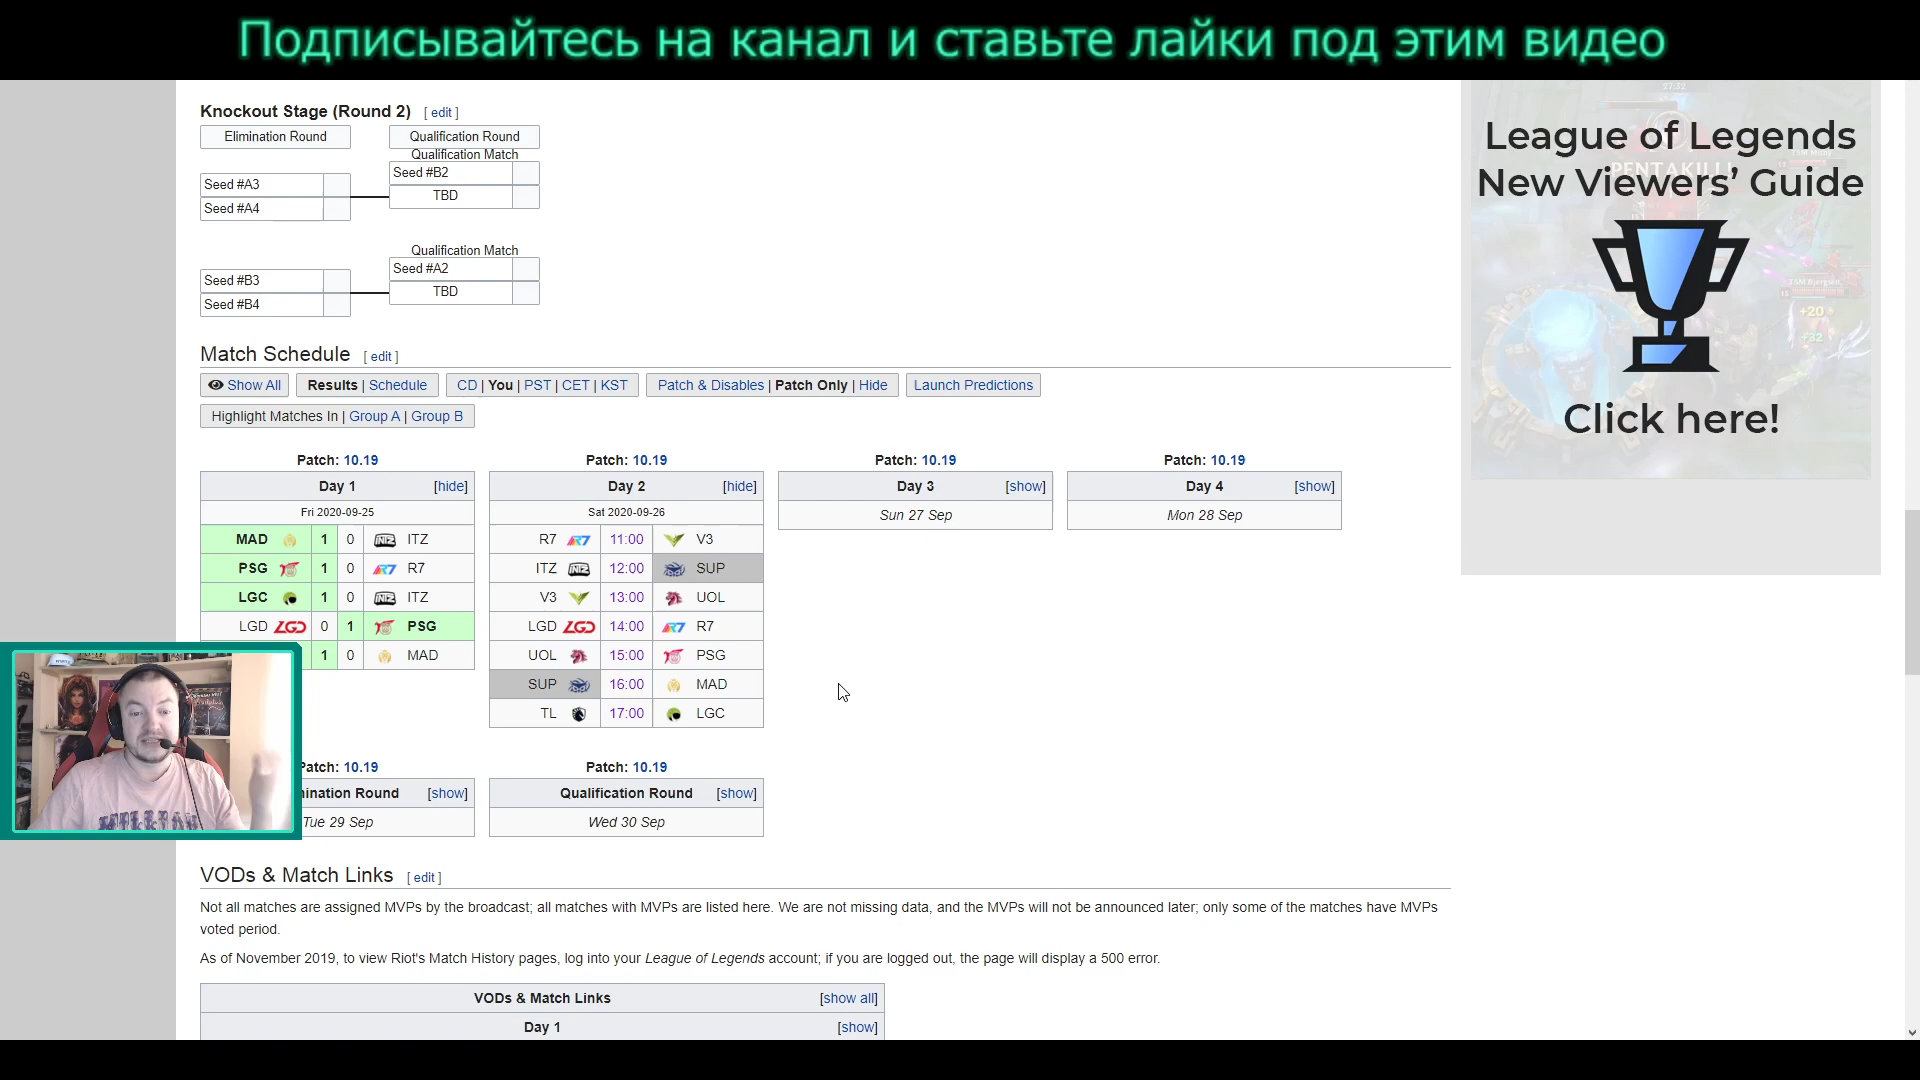 Подписывайтесь на канал и ставьте лайки под этим видео
Knockout Stage (Round 2) [ edit ]
Elimination Round Qualification Round
Qualification Match
Seed #B2
Seed #A3
TBD
Seed #A4
Qualification Match
Seed #A2
Seed #B3
TBD
Seed #B4
Match Schedule [ edit ]
Show All Results | Schedule CD | You | PST | CET | KST Patch & Disables | Patch Only | Hide Launch Predictions
Highlight Matches In | Group A | Group B
Patch: 10.19
Day 1 [hide]
Fri 2020-09-25
MAD 1 0 ITZ
PSG 1 0 R7
LGC 1 0 ITZ
LGD 0 1 PSG
1 0 MAD
Patch: 10.19
Day 2 [hide]
Sat 2020-09-26
R7 11:00 V3
ITZ 12:00 SUP
V3 13:00 UOL
LGD 14:00 R7
UOL 15:00 PSG
SUP 16:00 MAD
TL 17:00 LGC
Patch: 10.19
Day 3 [show]
Sun 27 Sep
Patch: 10.19
Day 4 [show]
Mon 28 Sep
Patch: 10.19
ination Round [show]
Tue 29 Sep
Patch: 10.19
Qualification Round [show]
Wed 30 Sep
VODs & Match Links [ edit ]
Not all matches are assigned MVPs by the broadcast; all matches with MVPs are listed here. We are not missing data, and the MVPs will not be announced later; only some of the matches have MVPs
voted period.
As of November 2019, to view Riot's Match History pages, log into your League of Legends account; if you are logged out, the page will display a 500 error.
VODs & Match Links [show all]
Day 1 [show]
27:32
League of Legends
PENTAKILL
New Viewers' Guide
+20
+32
Click here!